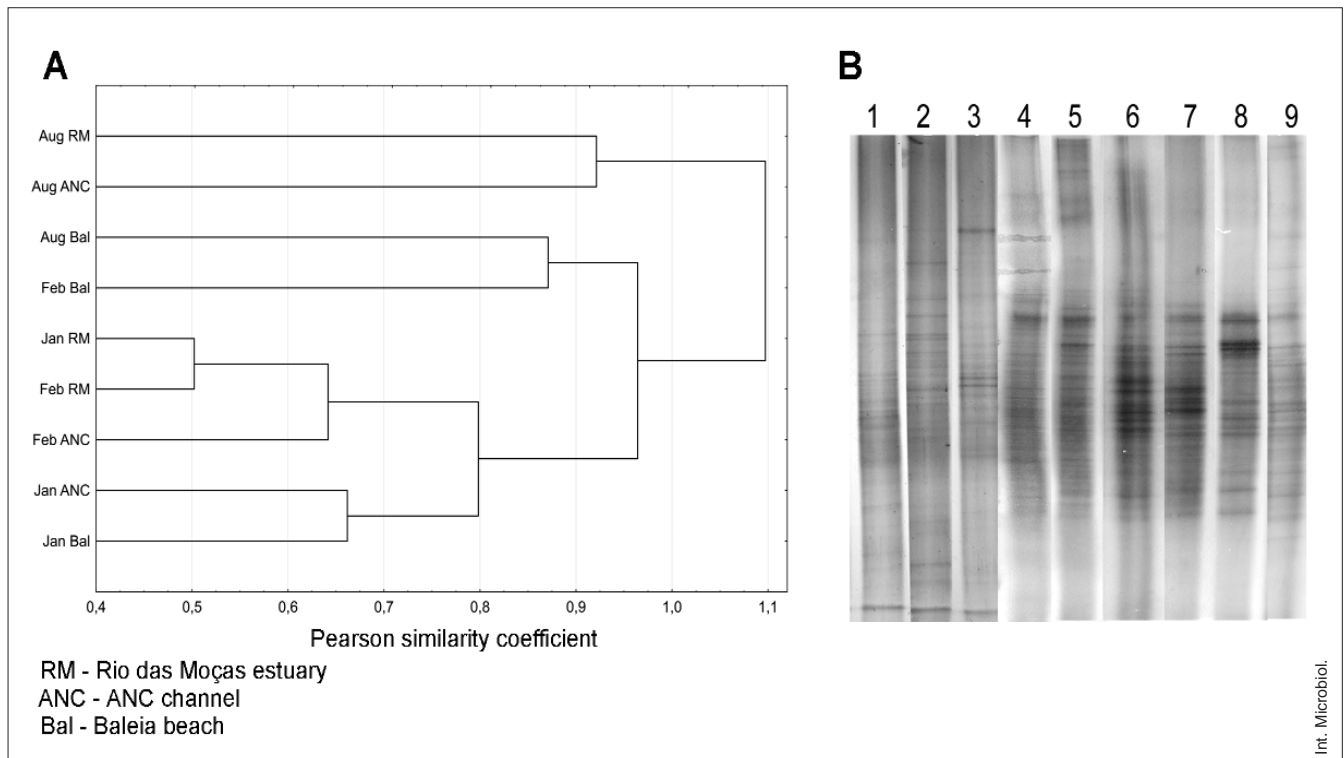 A
Aug RM
Aug ANC
Aug Bal
Feb Bal
Jan RM
Feb RM
Feb ANC
Jan ANC
Jan Bal
0,4 0,5 0,6 0,7 0,8 0,9 1,0 1,1
Pearson similarity coefficient
RM - Rio das Moças estuary
ANC - ANC channel
Bal - Baleia beach
B
1 2 3 4 5 6 7 8 9
Int. Microbiol.